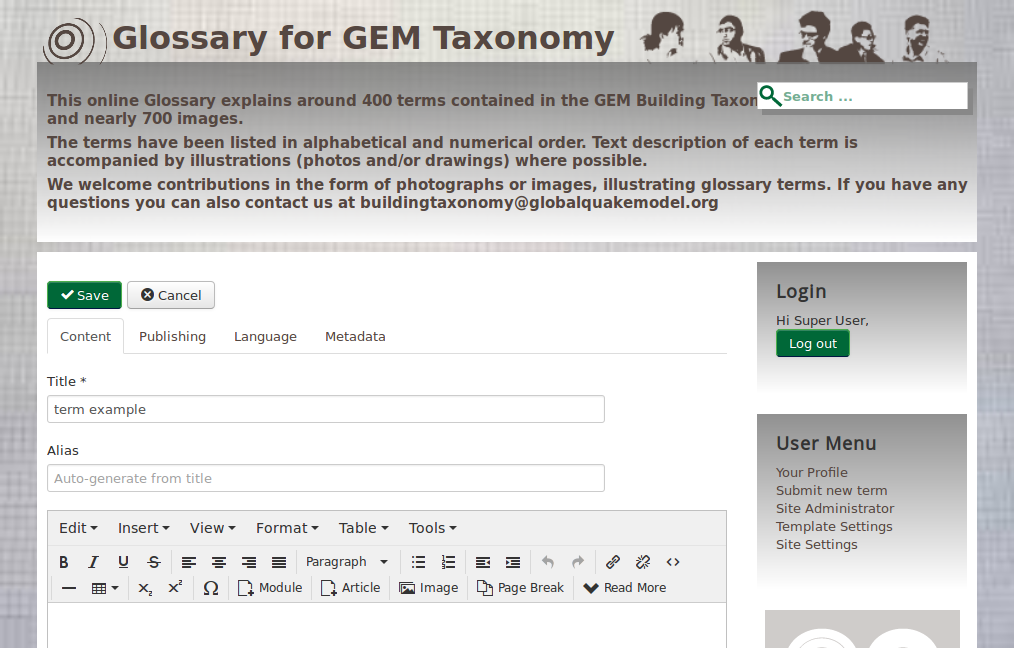 Glossary for GEM Taxonomy
This online Glossary explains around 400 terms contained in the GEM Building
Search ...
and nearly 700 images.
The terms have been listed in alphabetical and numerical order. Text description of each term is
accompanied by illustrations (photos and/or drawings) where possible.
We welcome contributions in the form of photographs or images, illustrating glossary terms. If you have any
questions you can also contact us at buildingtaxonomy@globalquakemodel.org
Save Cancel
Content Publishing Language Metadata
Title *
term example
Alias
Auto-generate from title
Edit Insert View Format Table Tools
B I U S Paragraph
X₂ X² Ω Module Article Image Page Break Read More
Login
Hi Super User,
Log out
User Menu
Your Profile
Submit new term
Site Administrator
Template Settings
Site Settings